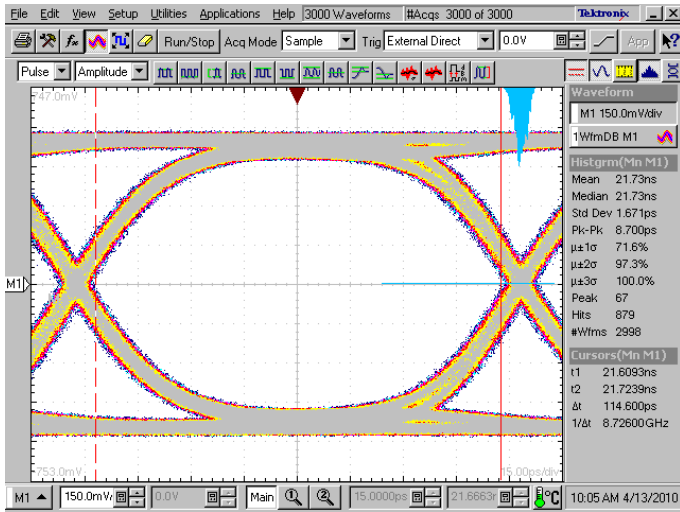 File Edit View Setup Utilities Applications Help 3000 Waveforms #Acqs 3000 of 3000 Tektronix
Run/Stop Acq Mode Sample Trig External Direct 0.0V App
Pulse Amplitude
747.0mV
Waveform
M1 150.0mV/div
1WfmDB M1
Histgrm(Mn M1)
Mean 21.73ns
Median 21.73ns
Std Dev 1.671ps
Pk-Pk 8.700ps
µ±1σ 71.6%
µ±2σ 97.3%
µ±3σ 100.0%
Peak 67
Hits 879
#Wfms 2998
M1
Cursors(Mn M1)
t1 21.6093ns
t2 21.7239ns
Δt 114.600ps
1/Δt 8.72600GHz
-753.0mV 15.00ps/div
M1 150.0mV/ 0.0V Main 1 2 15.0000ps 21.6663r °C 10:05 AM 4/13/2010